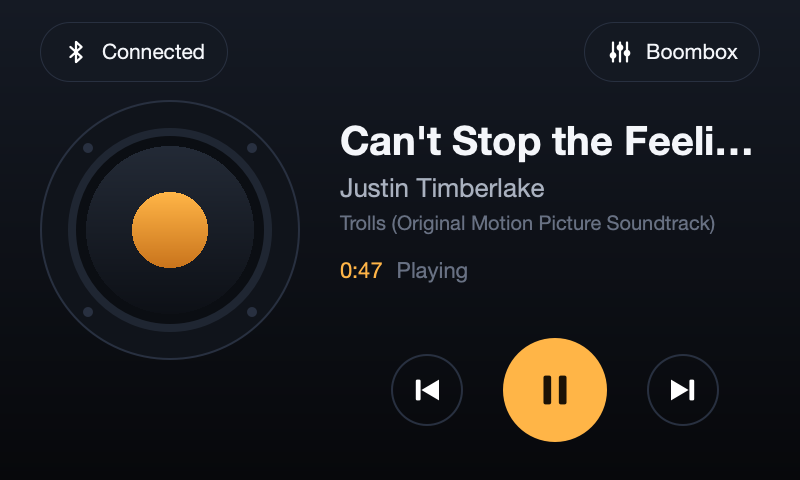 Connected
Boombox
Can't Stop the Feeli...
Justin Timberlake
Trolls (Original Motion Picture Soundtrack)
0:47 Playing